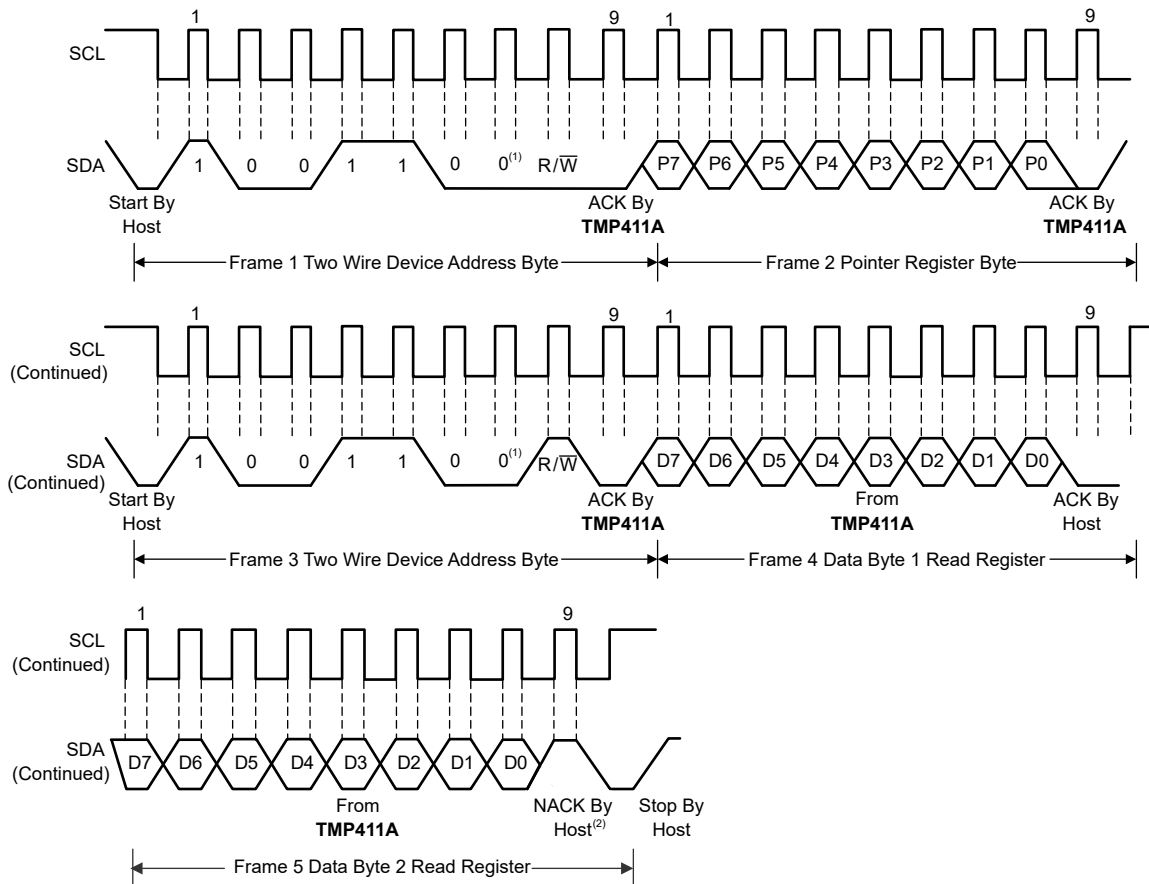 1 9 1 9
SCL
SDA 1 0 0 1 1 0 0(1) R/W̅ P7 P6 P5 P4 P3 P2 P1 P0
Start By ACK By ACK By
Host TMP411A TMP411A
Frame 1 Two Wire Device Address Byte Frame 2 Pointer Register Byte
1 9 1 9
SCL
(Continued)
SDA 1 0 0 1 1 0 0(1) R/W̅ D7 D6 D5 D4 D3 D2 D1 D0
(Continued)
Start By ACK By From ACK By
Host TMP411A TMP411A Host
Frame 3 Two Wire Device Address Byte Frame 4 Data Byte 1 Read Register
1 9
SCL
(Continued)
SDA D7 D6 D5 D4 D3 D2 D1 D0
(Continued)
From NACK By Stop By
TMP411A Host(2) Host
Frame 5 Data Byte 2 Read Register